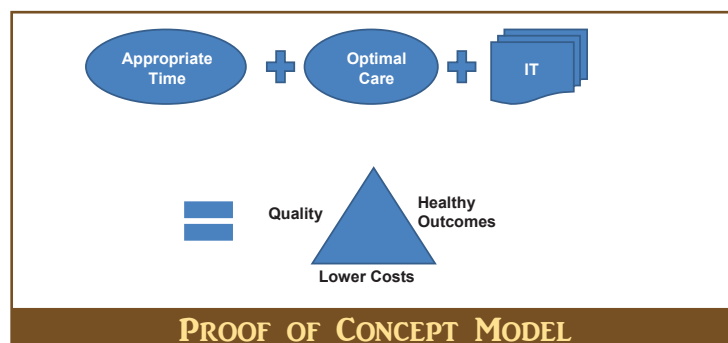 Appropriate
Time
Optimal
Care
IT
Quality
Healthy
Outcomes
Lower Costs
PROOF OF CONCEPT MODEL